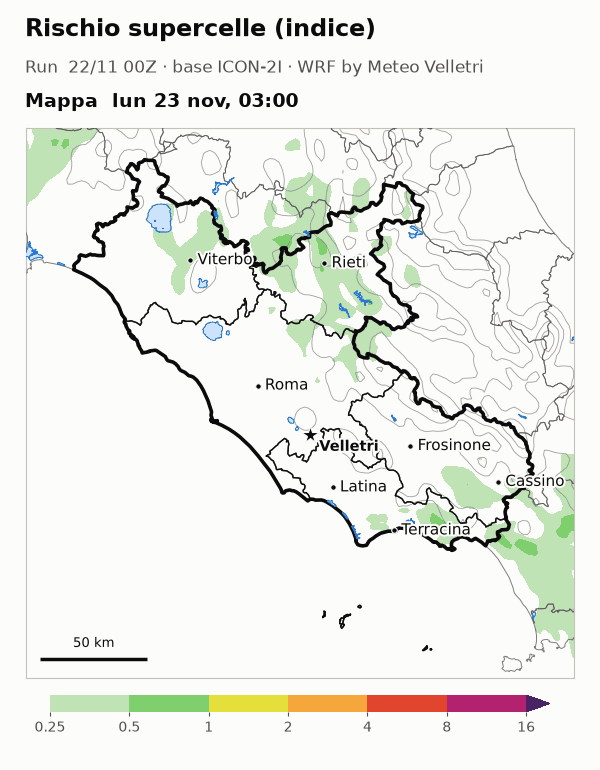 Rischio supercelle (indice)
Run 22/11 00Z · base ICON-2I · WRF by Meteo Velletri
Mappa lun 23 nov, 03:00
Viterbo
Rieti
Roma
Velletri
Frosinone
Latina
Cassino
Terracina
50 km
0.25 0.5 1 2 4 8 16